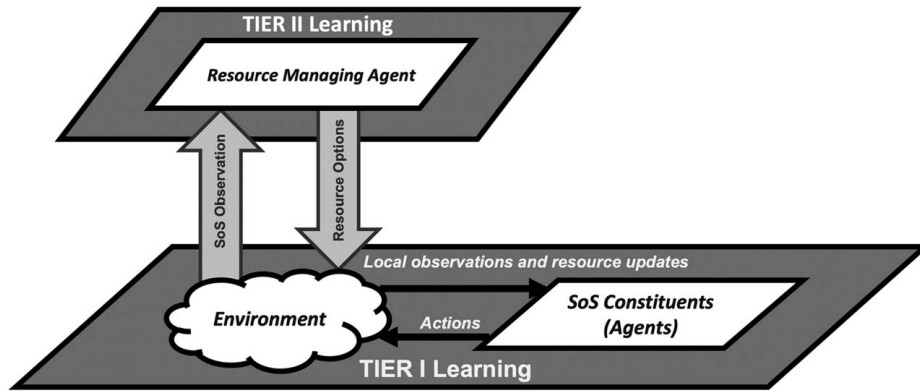 TIER II Learning
Resource Managing Agent
SoS Observation
Resource Options
Local observations and resource updates
Environment
Actions
SoS Constituents
(Agents)
TIER I Learning